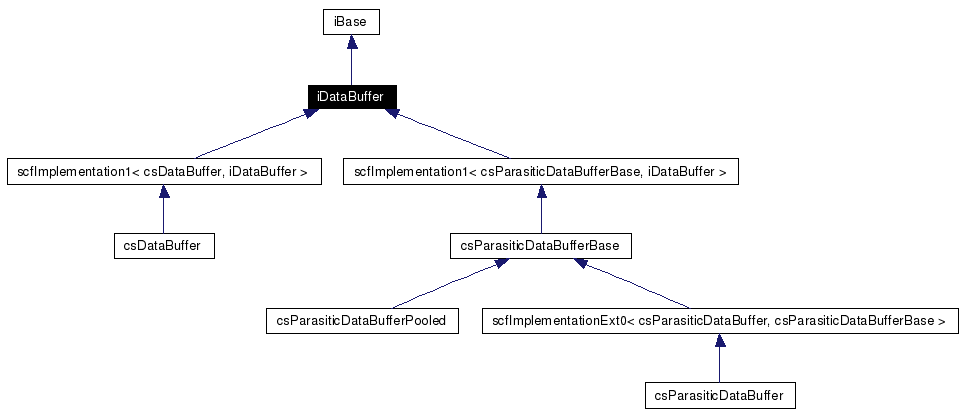 iBase
iDataBuffer
scfImplementation1< csDataBuffer, iDataBuffer >
scfImplementation1< csParasiticDataBufferBase, iDataBuffer >
csDataBuffer
csParasiticDataBufferBase
csParasiticDataBufferPooled
scfImplementationExt0< csParasiticDataBuffer, csParasiticDataBufferBase >
csParasiticDataBuffer